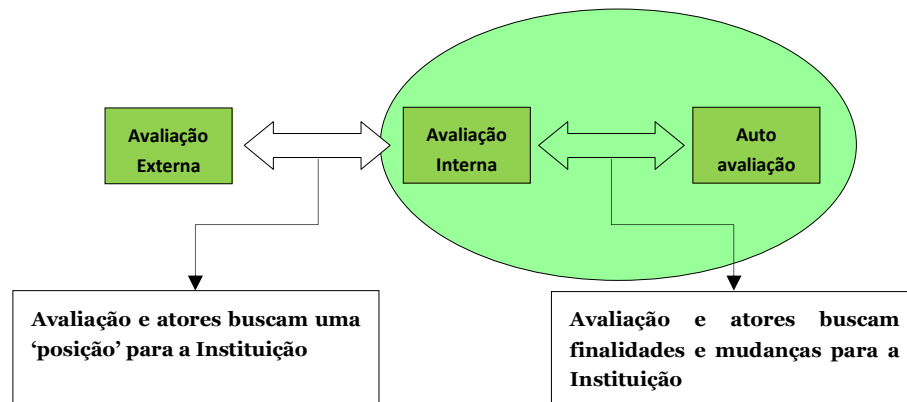 Avaliação
Externa
Avaliação
Interna
Auto
avaliação
Avaliação e atores buscam uma
‘posição’ para a Instituição
Avaliação e atores buscam
finalidades e mudanças para a
Instituição